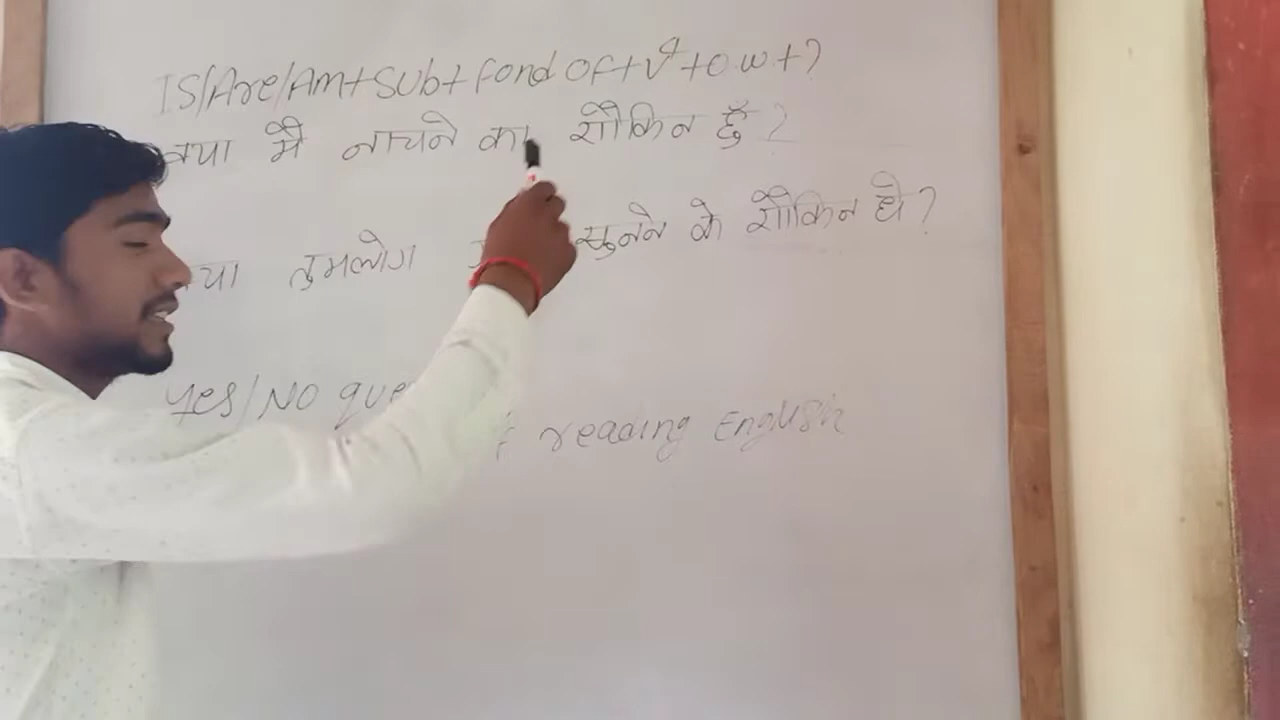 IS/Are/Am+Sub+fond of+v⁴+o.w+?
क्या मै नाचने का शौकिन हुँ ?
तुमलोग सुनने के शौकिन थे ?
Yes/No
reading English